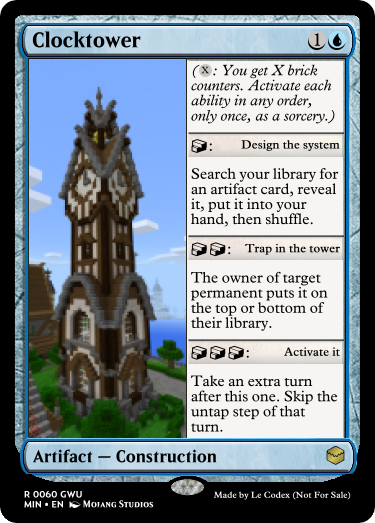 Clocktower 1
(X: You get X brick
counters. Activate each
ability in any order,
only once, as a sorcery.)
: Design the system
Search your library for
an artifact card, reveal
it, put it into your
hand, then shuffle.
: Trap in the tower
The owner of target
permanent puts it on
the top or bottom of
their library.
: Activate it
Take an extra turn
after this one. Skip the
untap step of that
turn.
Artifact — Construction
R 0060 GWU
MIN • EN Mojang Studios
Made by Le Codex (Not For Sale)